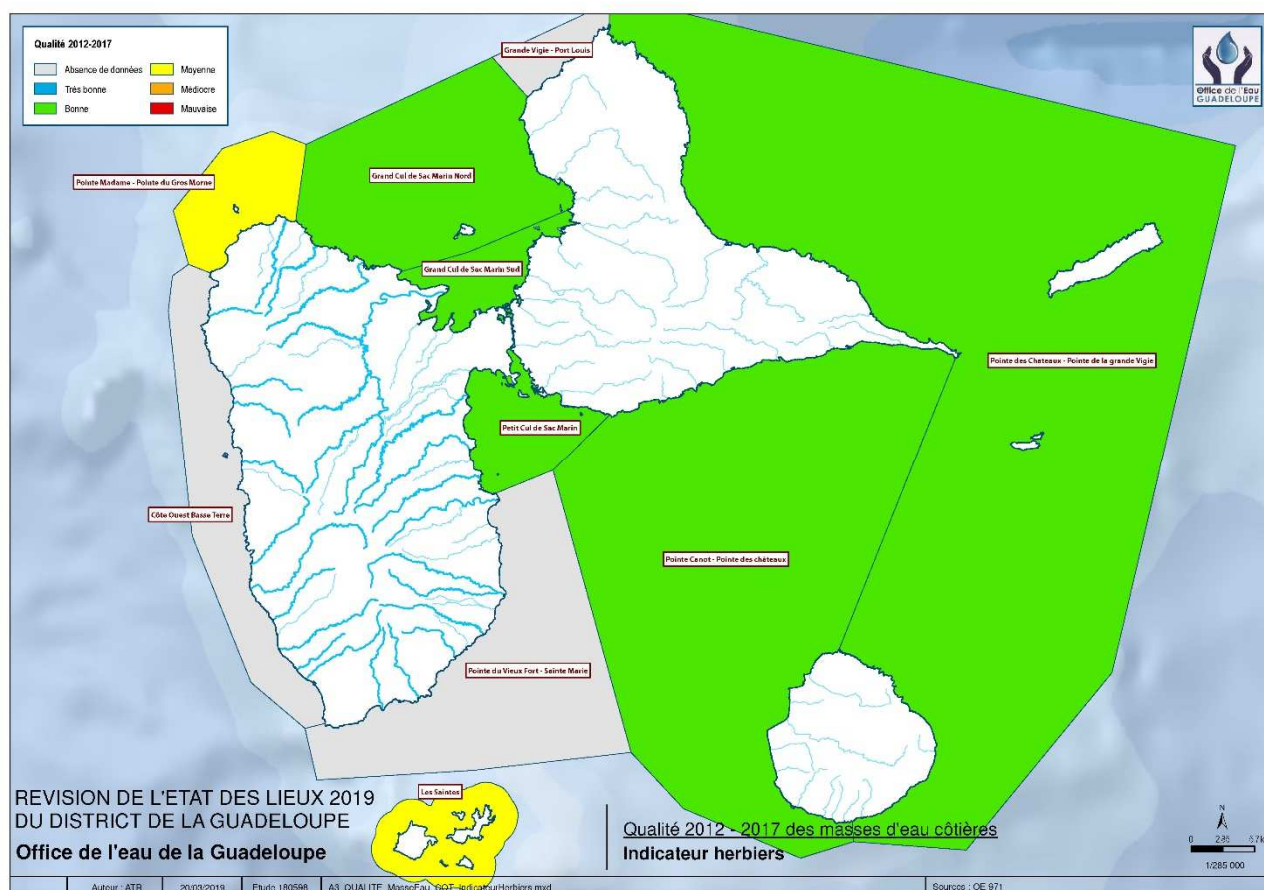 Qualité 2012-2017
Absence de données
Moyenne
Très bonne
Médiocre
Bonne
Mauvaise
Grande Vigie - Port Louis
Office de l'Eau
GUADELOUPE
Grand Cul de Sac Marin Nord
Pointe Madame - Pointe du Gros Morne
Grand Cul de Sac Marin Sud
Pointe des Chateaux - Pointe de la grande Vigie
Petit Cul de Sac Marin
Côte Ouest Basse Terre
Pointe Canot - Pointe des châteaux
Pointe du Vieux Fort - Sainte Marie
Les Saintes
REVISION DE L'ETAT DES LIEUX 2019
DU DISTRICT DE LA GUADELOUPE
Office de l'eau de la Guadeloupe
Qualité 2012 - 2017 des masses d'eau côtières
Indicateur herbiers
N
0
1/285 000
Auteur : ATR
20/03/2019
Etude 180598
Sources : OE 971